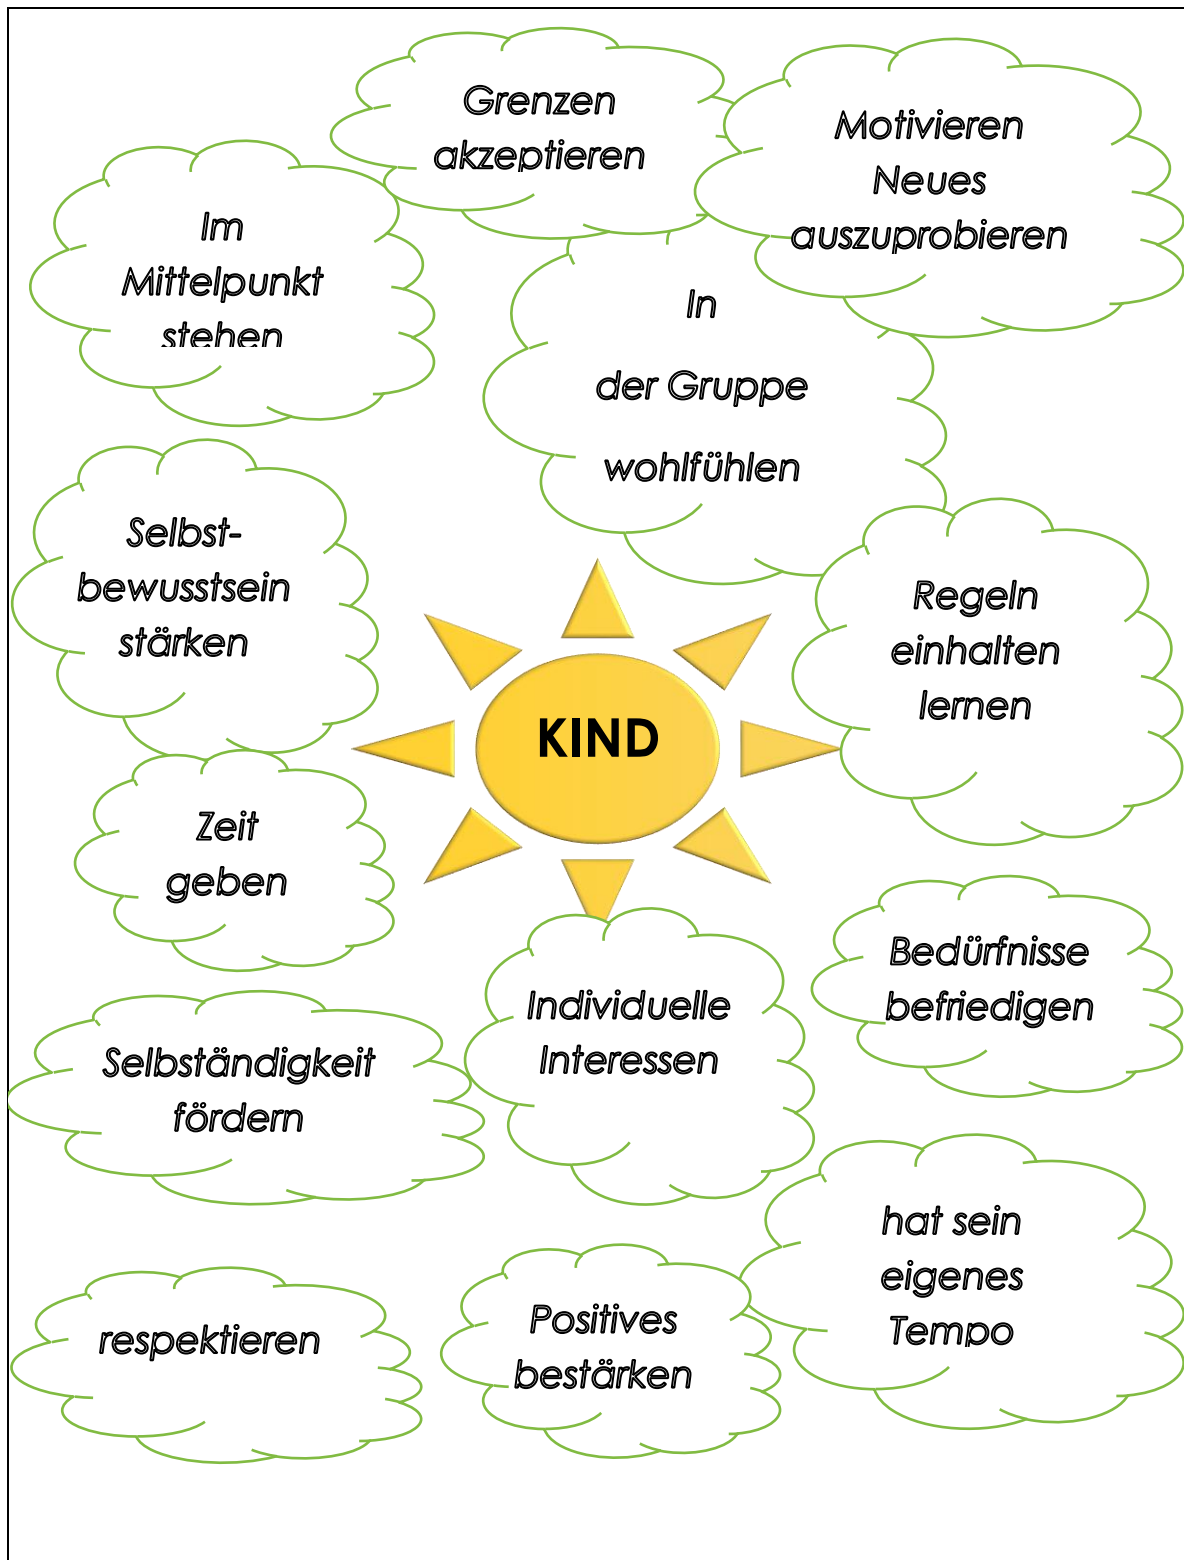 Grenzen
akzeptieren
Motivieren
Neues
auszuprobieren
Im
Mittelpunkt
stehen
In
der Gruppe
wohlfühlen
Selbst-
bewusstsein
stärken
Regeln
einhalten
lernen
KIND
Zeit
geben
Bedürfnisse
befriedigen
Individuelle
Interessen
Selbständigkeit
fördern
hat sein
eigenes
Tempo
respektieren
Positives
bestärken